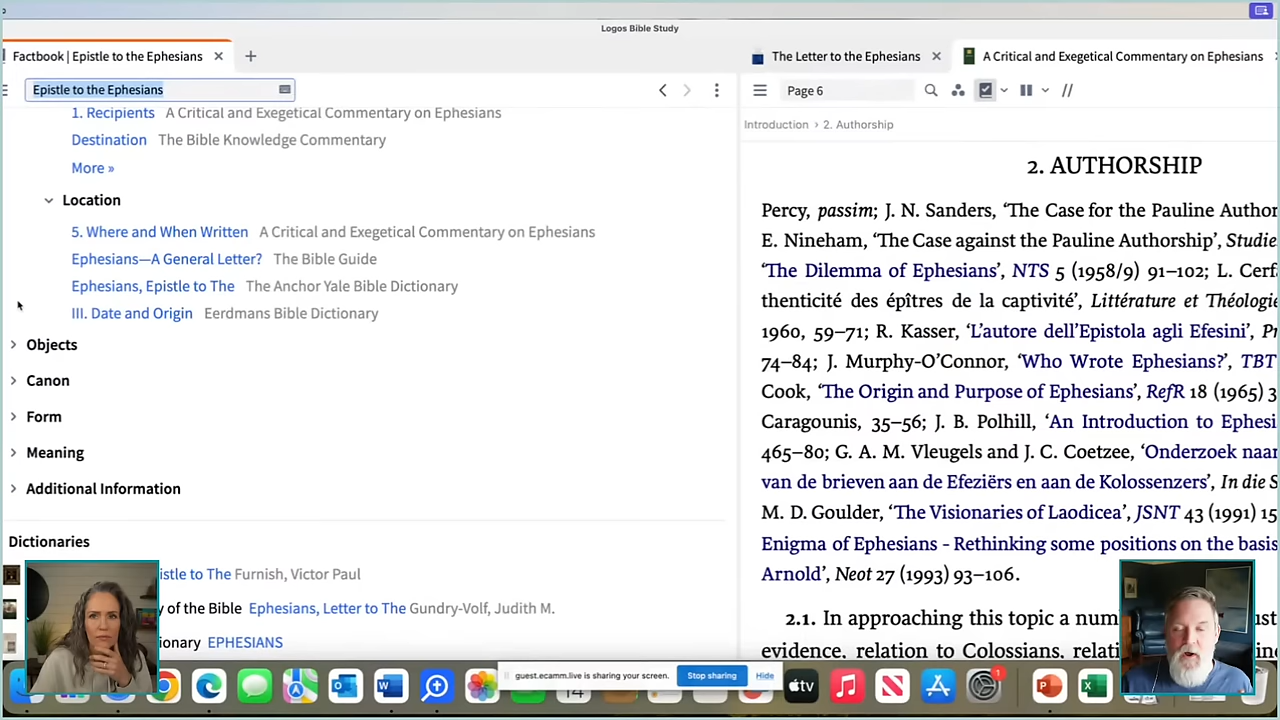 Logos Bible Study
Factbook | Epistle to the Ephesians
Epistle to the Ephesians
1. Recipients A Critical and Exegetical Commentary on Ephesians
Destination The Bible Knowledge Commentary
More »
Location
5. Where and When Written A Critical and Exegetical Commentary on Ephesians
Ephesians—A General Letter? The Bible Guide
Ephesians, Epistle to The The Anchor Yale Bible Dictionary
III. Date and Origin Eerdmans Bible Dictionary
Objects
Canon
Form
Meaning
Additional Information
Dictionaries
istle to The Furnish, Victor Paul
y of the Bible Ephesians, Letter to The Gundry-Volf, Judith M.
ionary EPHESIANS
The Letter to the Ephesians
A Critical and Exegetical Commentary on Ephesians
Page 6
Introduction › 2. Authorship
2. AUTHORSHIP
Percy, passim; J. N. Sanders, ‘The Case for the Pauline Author
E. Nineham, ‘The Case against the Pauline Authorship’, Studie
‘The Dilemma of Ephesians’, NTS 5 (1958/9) 91–102; L. Cerf
thenticité des épîtres de la captivité’, Littérature et Théologie
1960, 59–71; R. Kasser, ‘L’autore dell’Epistola agli Efesini’, Pr
74–84; J. Murphy-O’Connor, ‘Who Wrote Ephesians?’, TBT
Cook, ‘The Origin and Purpose of Ephesians’, RefR 18 (1965) 3
Caragounis, 35–56; J. B. Polhill, ‘An Introduction to Ephesi
465–80; G. A. M. Vleugels and J. C. Coetzee, ‘Onderzoek naar
van de brieven aan de Efeziërs en aan de Kolossenzers’, In die S
M. D. Goulder, ‘The Visionaries of Laodicea’, JSNT 43 (1991) 15
Enigma of Ephesians - Rethinking some positions on the basis
Arnold’, Neot 27 (1993) 93–106.
2.1. In approaching this topic a num
evidence, relation to Colossians, relati
guest.ecamm.live is sharing your screen.
Stop sharing
Hide
14
tv
1